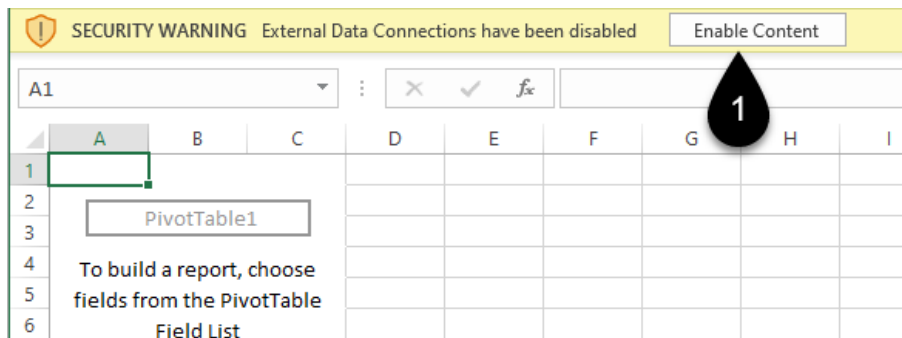 SECURITY WARNING External Data Connections have been disabled Enable Content
A1 fx
1
A B C D E F G H I
1
2
PivotTable1
3
4
To build a report, choose
5
fields from the PivotTable
6
Field List